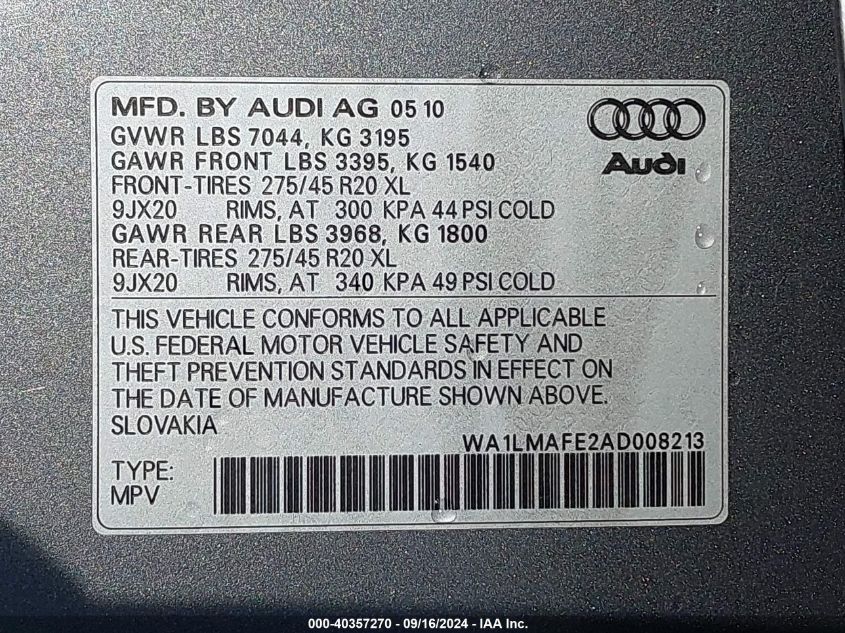 MFD. BY AUDI AG 05 10
GVWR LBS 7044, KG 3195
GAWR FRONT LBS 3395, KG 1540
FRONT-TIRES 275/45 R20 XL
9JX20 RIMS, AT 300 KPA 44 PSI COLD
GAWR REAR LBS 3968, KG 1800
REAR-TIRES 275/45 R20 XL
9JX20 RIMS, AT 340 KPA 49 PSI COLD
Audi
THIS VEHICLE CONFORMS TO ALL APPLICABLE
U.S. FEDERAL MOTOR VEHICLE SAFETY AND
THEFT PREVENTION STANDARDS IN EFFECT ON
THE DATE OF MANUFACTURE SHOWN ABOVE.
SLOVAKIA
WA1LMAFE2AD008213
TYPE:
MPV
000-40357270 - 09/16/2024 - IAA Inc.